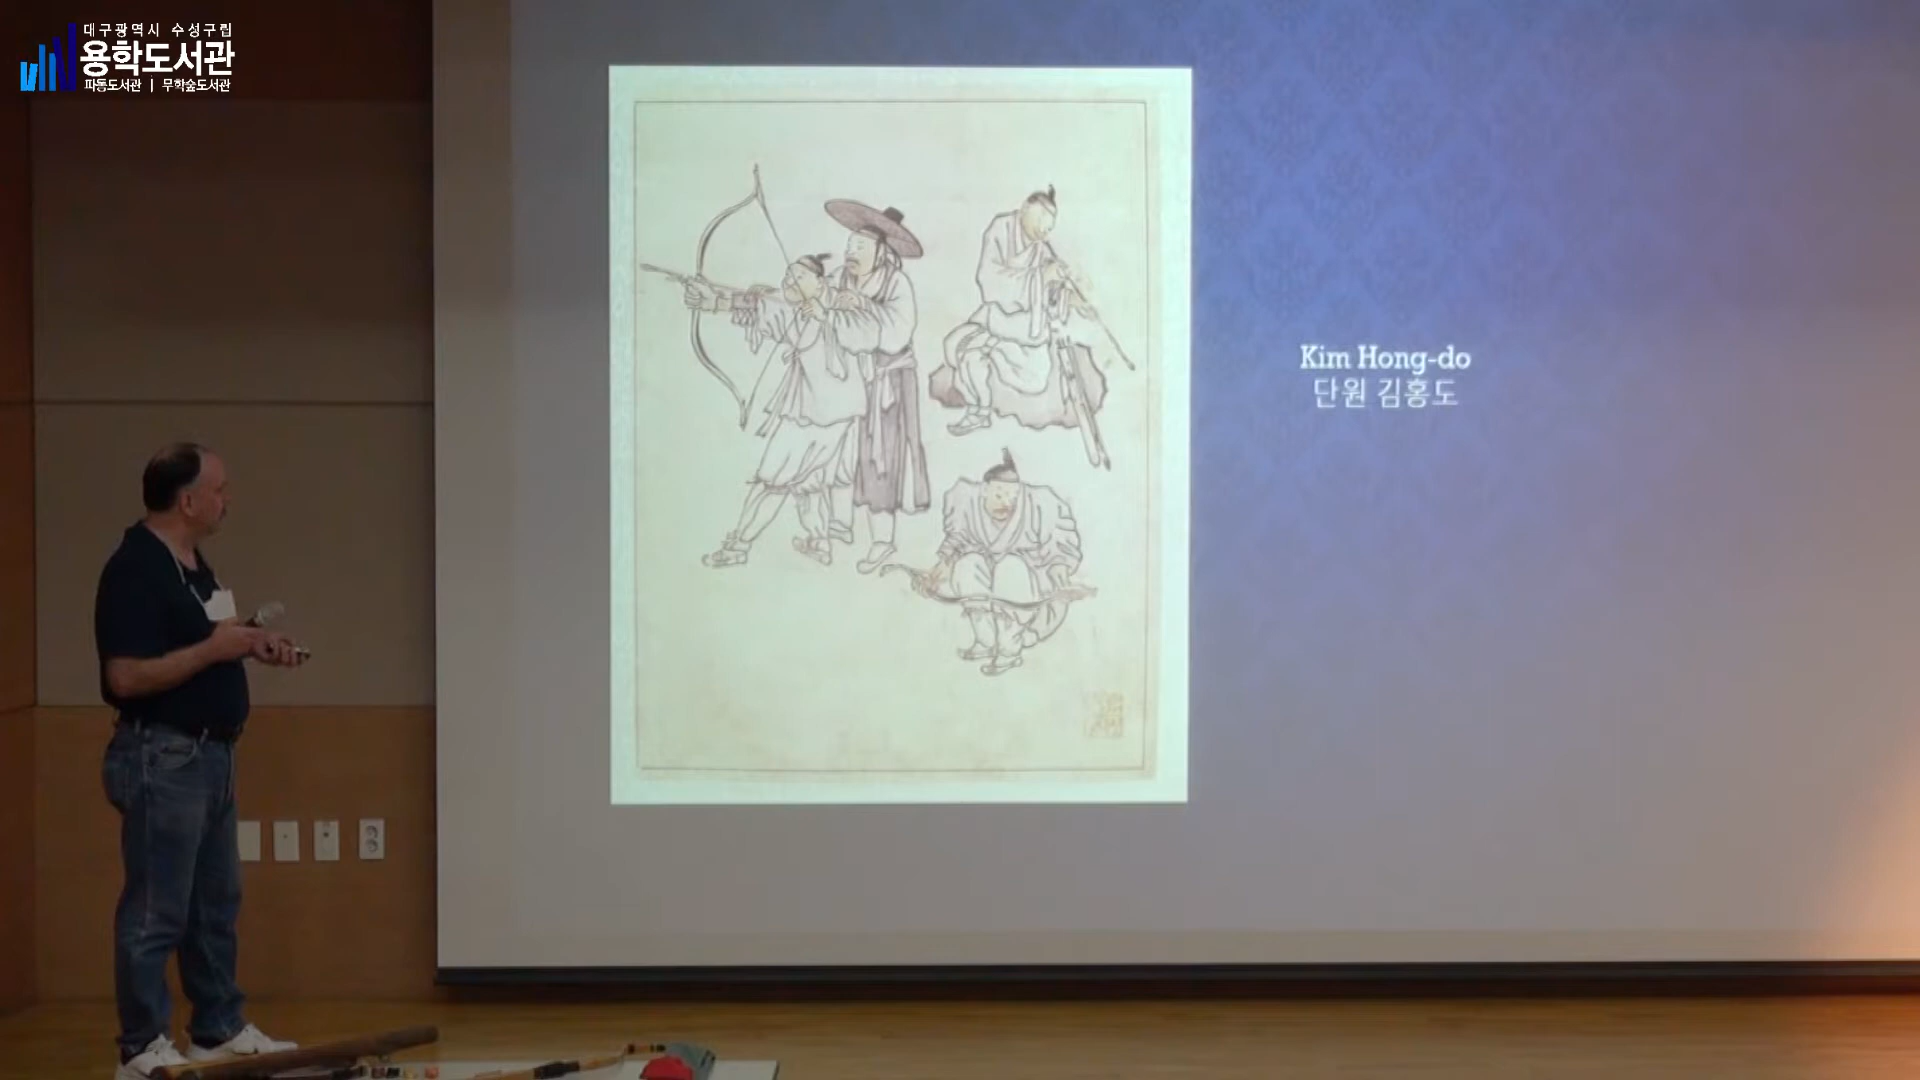 대구광역시 수성구립
용학도서관
파동도서관 | 무학숲도서관
Kim Hong-do
단원 김홍도